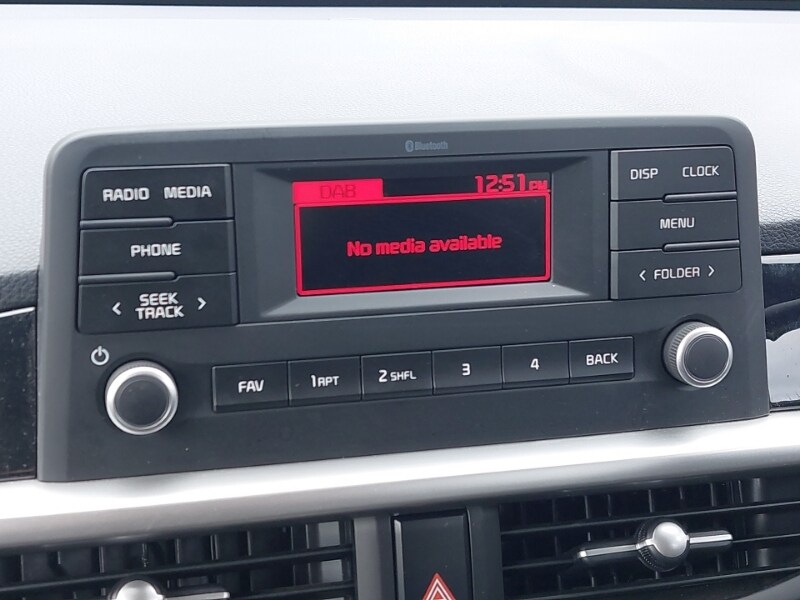 Bluetooth
RADIO MEDIA
PHONE
< SEEK TRACK >
DAB 12:51 PM
No media available
DISP CLOCK
MENU
< FOLDER >
FAV 1 RPT 2 SHFL 3 4 BACK